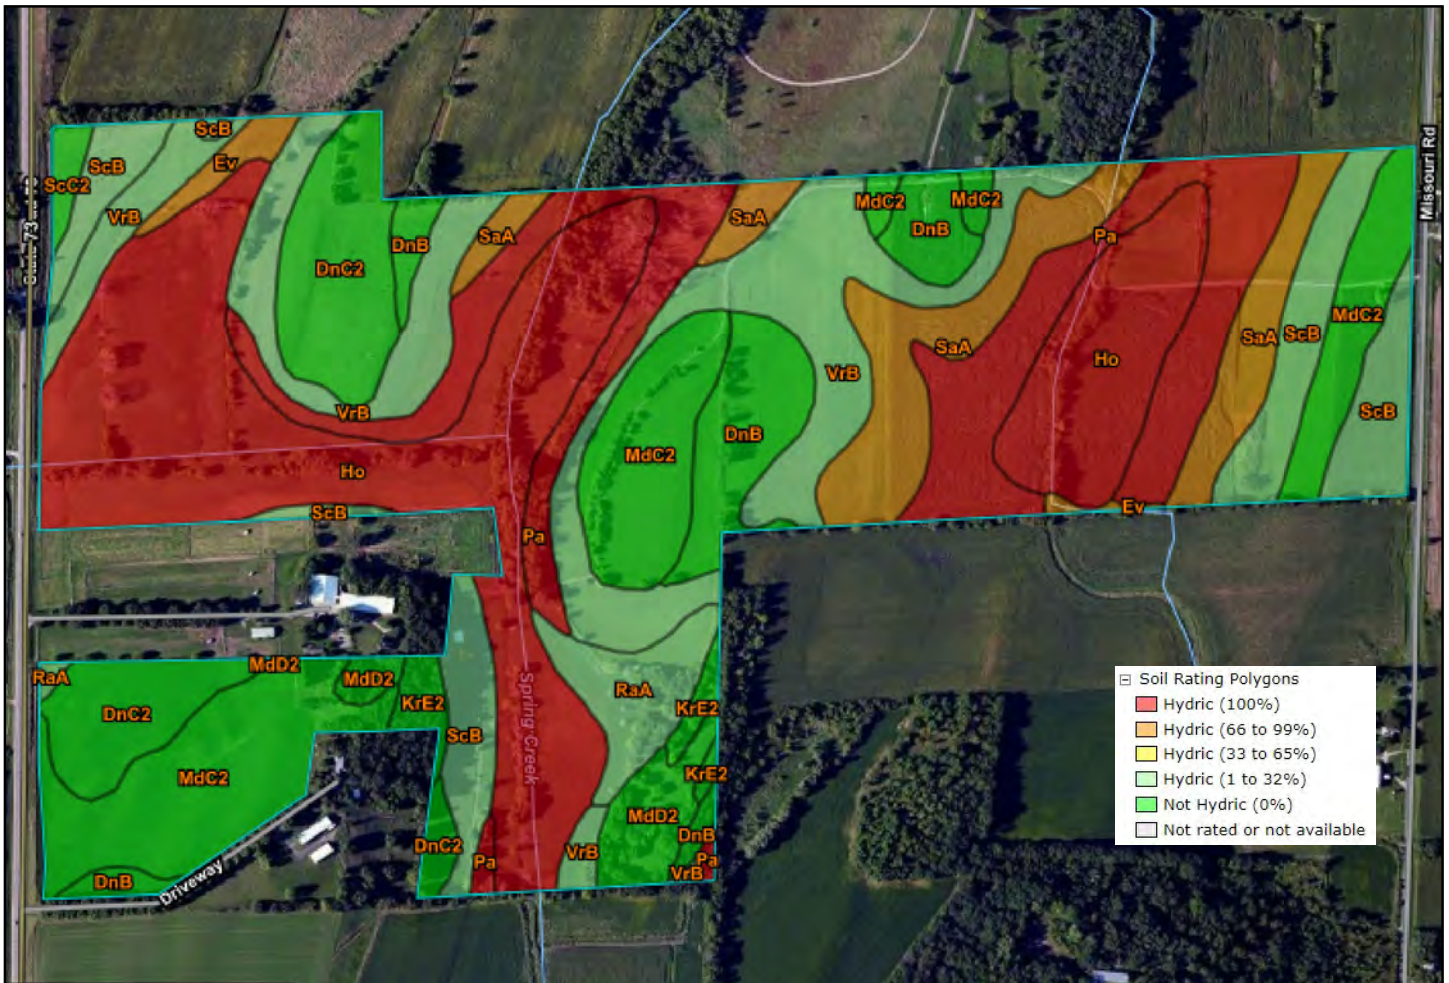 ScB
ScB
Ev
ScC2
VrB
State 73
DnC2
DnB
SaA
SaA
MdC2
MdC2
DnB
Pa
Missouri Rd
VrB
Ho
ScB
MdC2
DnB
Pa
VrB
SaA
Ho
SaA
ScB
MdC2
ScB
Ev
RaA
MdD2
MdD2
DnC2
KrE2
MdC2
ScB
Spring Creek
RaA
KrE2
KrE2
MdD2
DnB
DnC2
Pa
VrB
Pa
VrB
DnB
Driveway
Soil Rating Polygons
Hydric (100%)
Hydric (66 to 99%)
Hydric (33 to 65%)
Hydric (1 to 32%)
Not Hydric (0%)
Not rated or not available